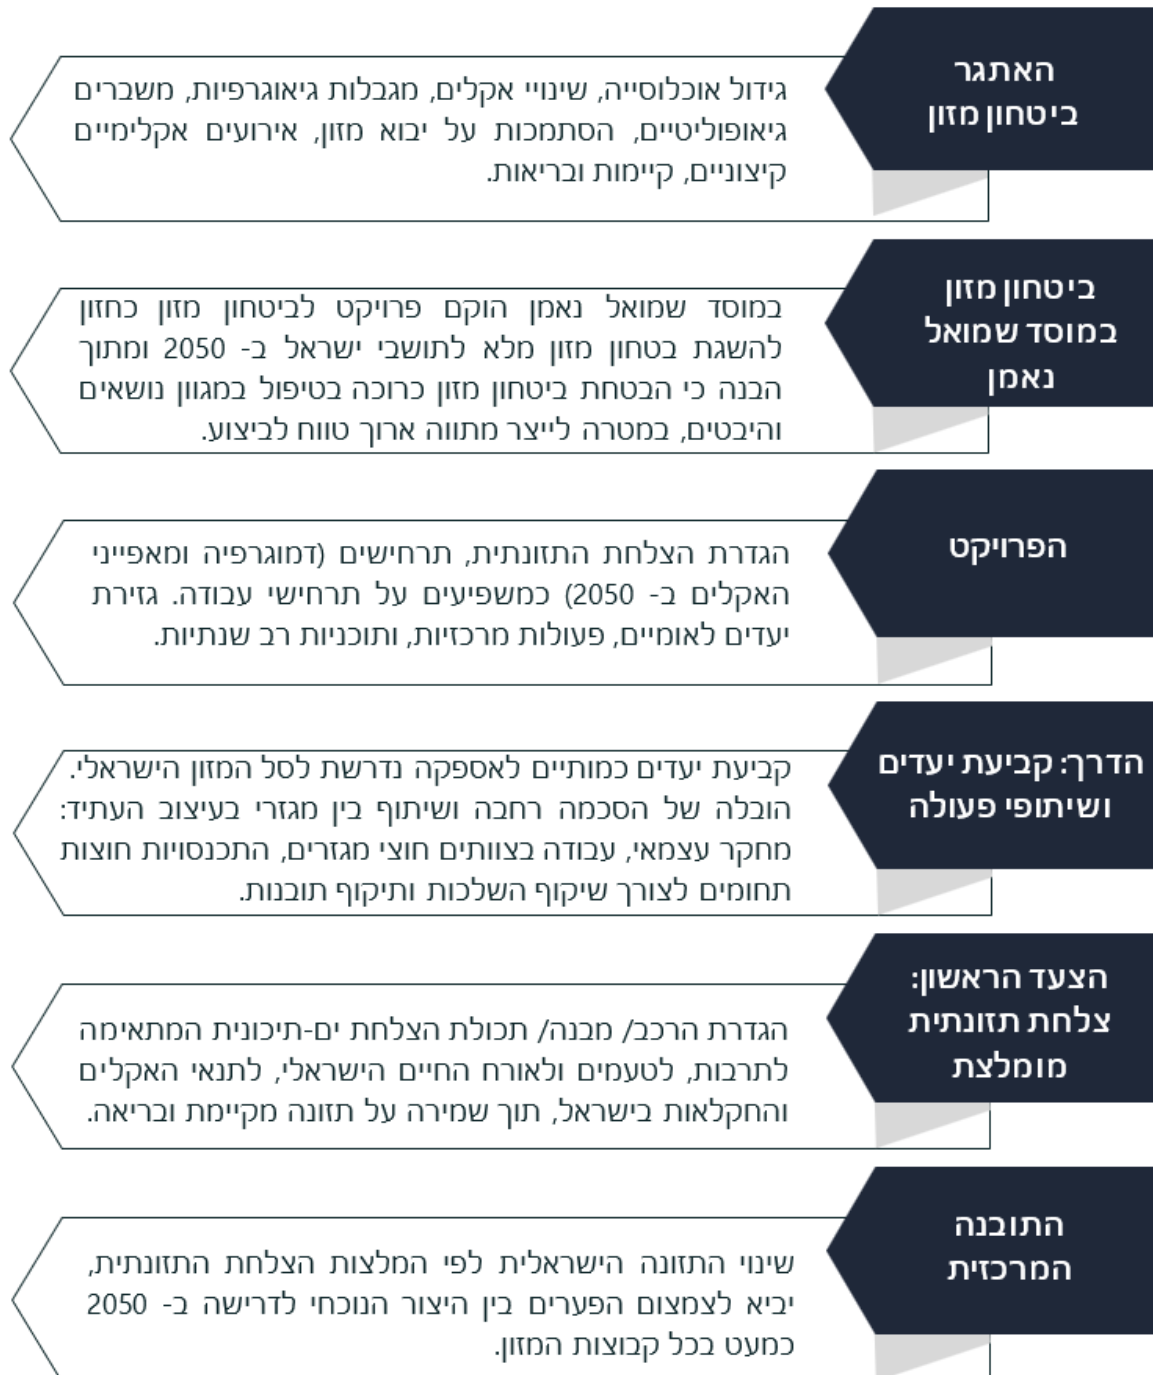 האתגר
ביטחון מזון
גידול אוכלוסייה, שינויי אקלים, מגבלות גיאוגרפיות, משברים
גיאופוליטיים, הסתמכות על יבוא מזון, אירועים אקלימיים
קיצוניים, קיימות ובריאות.
ביטחון מזון
במוסד שמואל
נאמן
במוסד שמואל נאמן הוקם פרויקט לביטחון מזון כחזון
להשגת בטחון מזון מלא לתושבי ישראל ב- 2050 ומתוך
הבנה כי הבטחת ביטחון מזון כרוכה בטיפול במגוון נושאים
והיבטים, במטרה לייצר מתווה ארוך טווח לביצוע.
הפרויקט
הגדרת הצלחת התזונתית, תרחישים (דמוגרפיה ומאפייני
האקלים ב- 2050) כמשפיעים על תרחישי עבודה. גזירת
יעדים לאומיים, פעולות מרכזיות, ותוכניות רב שנתיות.
הדרך: קביעת יעדים
ושיתופי פעולה
קביעת יעדים כמותיים לאספקה נדרשת לסל המזון הישראלי.
הובלה של הסכמה רחבה ושיתוף בין מגזרי בעיצוב העתיד:
מחקר עצמאי, עבודה בצוותים חוצי מגזרים, התכנסויות חוצות
תחומים לצורך שיקוף השלכות ותיקוף תובנות.
הצעד הראשון:
צלחת תזונתית
מומלצת
הגדרת הרכב/ מבנה/ תכולת הצלחת ים-תיכונית המתאימה
לתרבות, לטעמים ולאורח החיים הישראלי, לתנאי האקלים
והחקלאות בישראל, תוך שמירה על תזונה מקיימת ובריאה.
התובנה
המרכזית
שינוי התזונה הישראלית לפי המלצות הצלחת התזונתית,
יביא לצמצום הפערים בין היצור הנוכחי לדרישה ב- 2050
כמעט בכל קבוצות המזון.